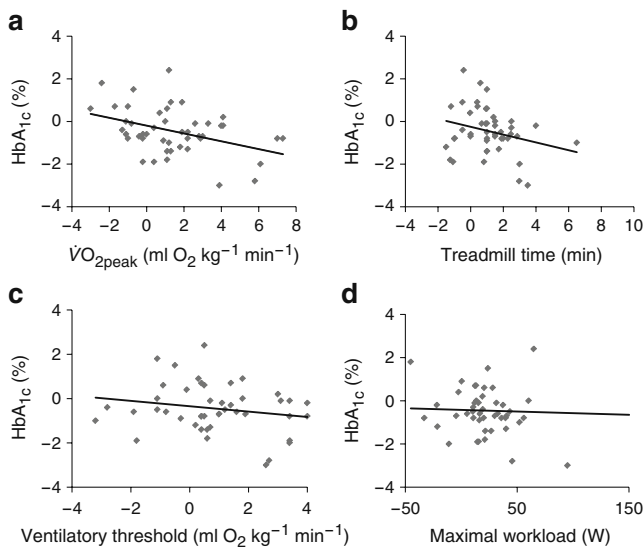 a
4
2
0
−2
−4
HbA1c (%)
−4 −2 0 2 4 6 8
V̇O2peak (ml O2 kg−1 min−1)
b
4
2
0
−2
−4
HbA1c (%)
−4 −2 0 2 4 6 8 10
Treadmill time (min)
c
4
2
0
−2
−4
HbA1c (%)
−4 −2 0 2 4
Ventilatory threshold (ml O2 kg−1 min−1)
d
4
2
0
−2
−4
HbA1c (%)
−50 50 150
Maximal workload (W)